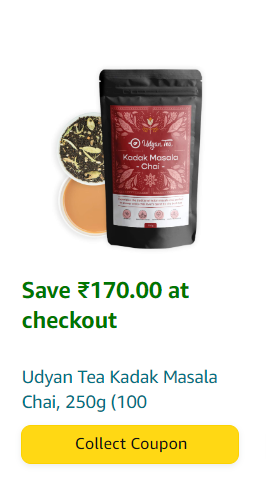 Udyan Tea
Kadak Masala
- Chai -
Save ₹170.00 at
checkout
Udyan Tea Kadak Masala
Chai, 250g (100
Collect Coupon